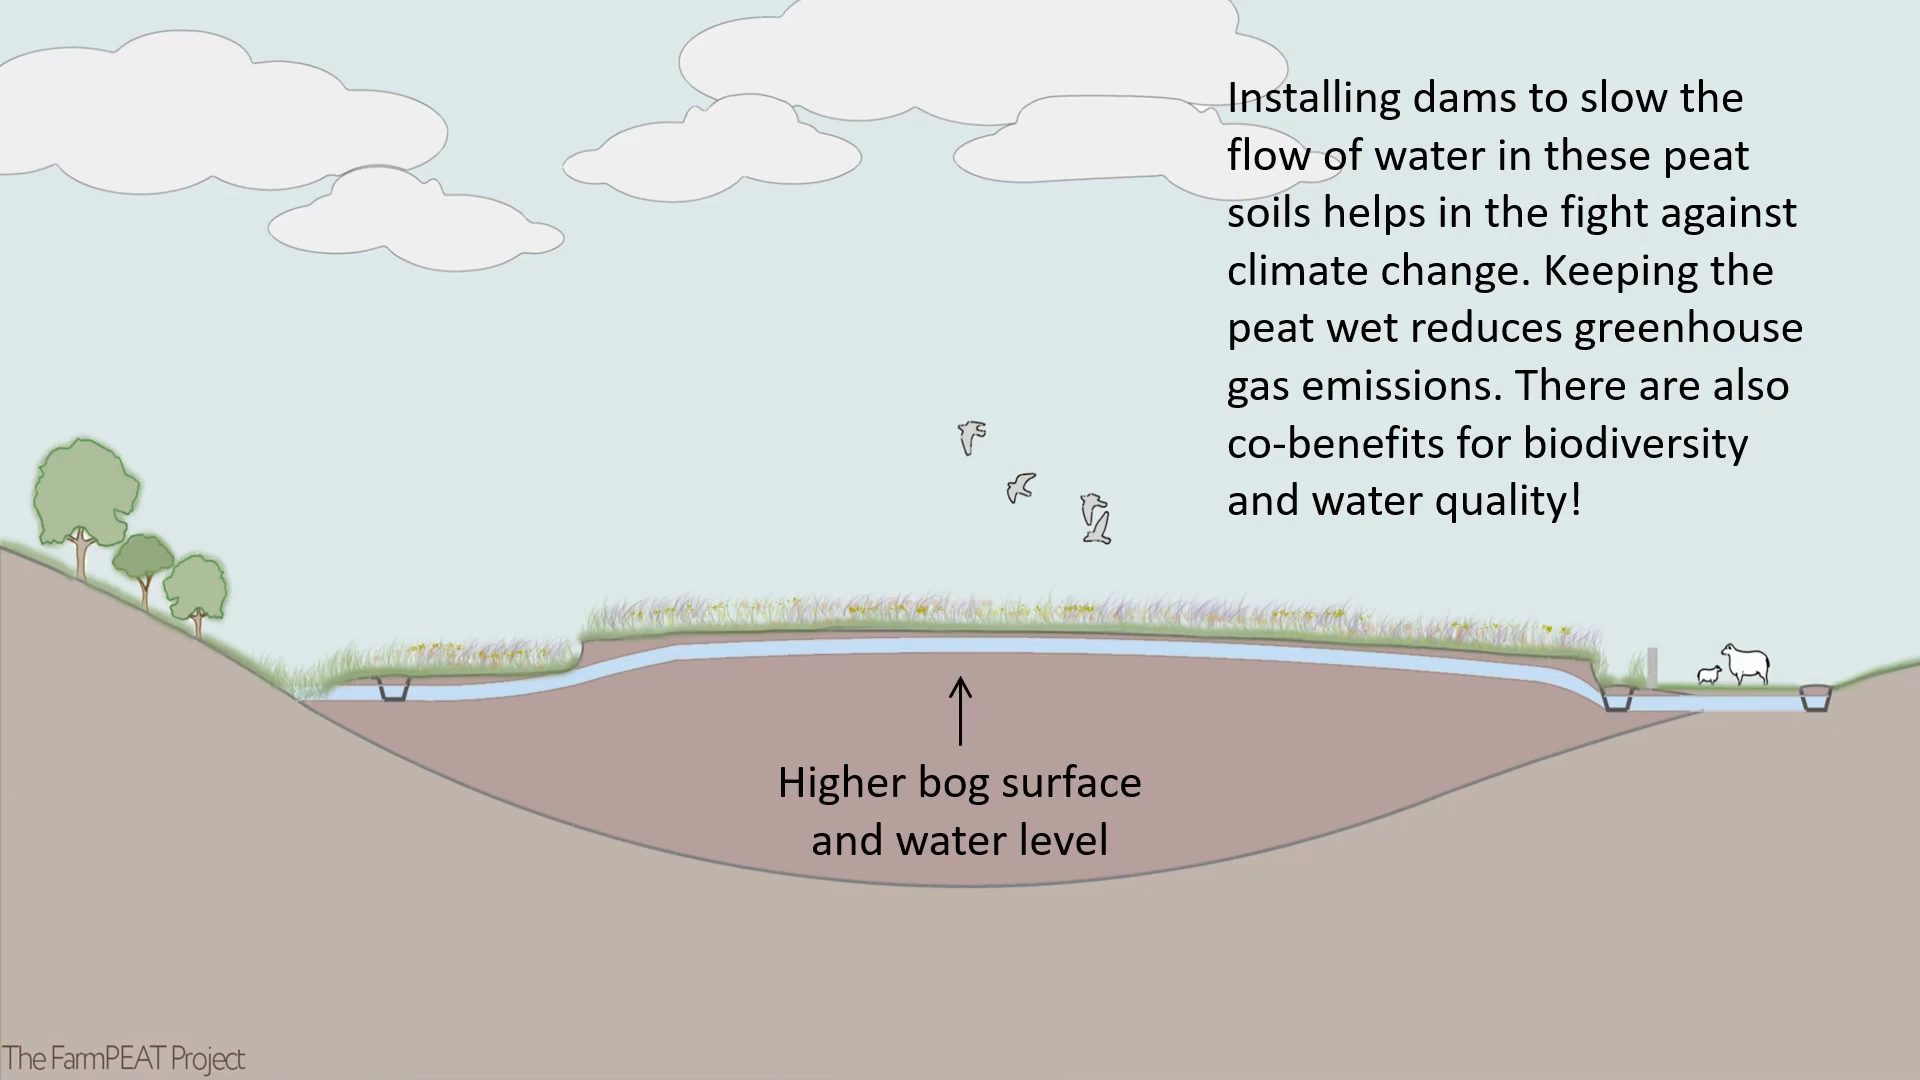 Installing dams to slow the
flow of water in these peat
soils helps in the fight against
climate change. Keeping the
peat wet reduces greenhouse
gas emissions. There are also
co-benefits for biodiversity
and water quality!
Higher bog surface
and water level
The FarmPEAT Project